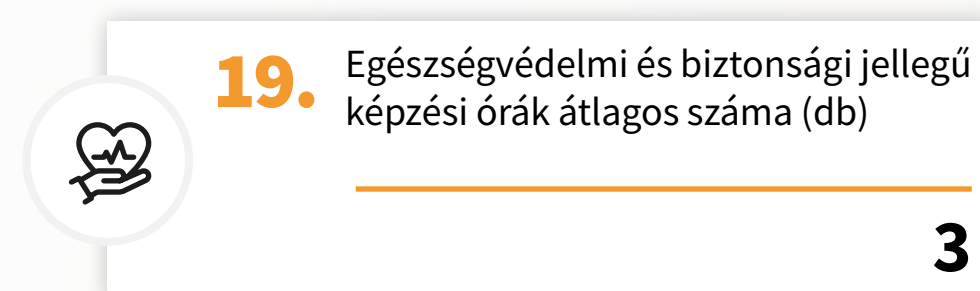 19.
Egészségvédelmi és biztonsági jellegű
képzési órák átlagos száma (db)
3